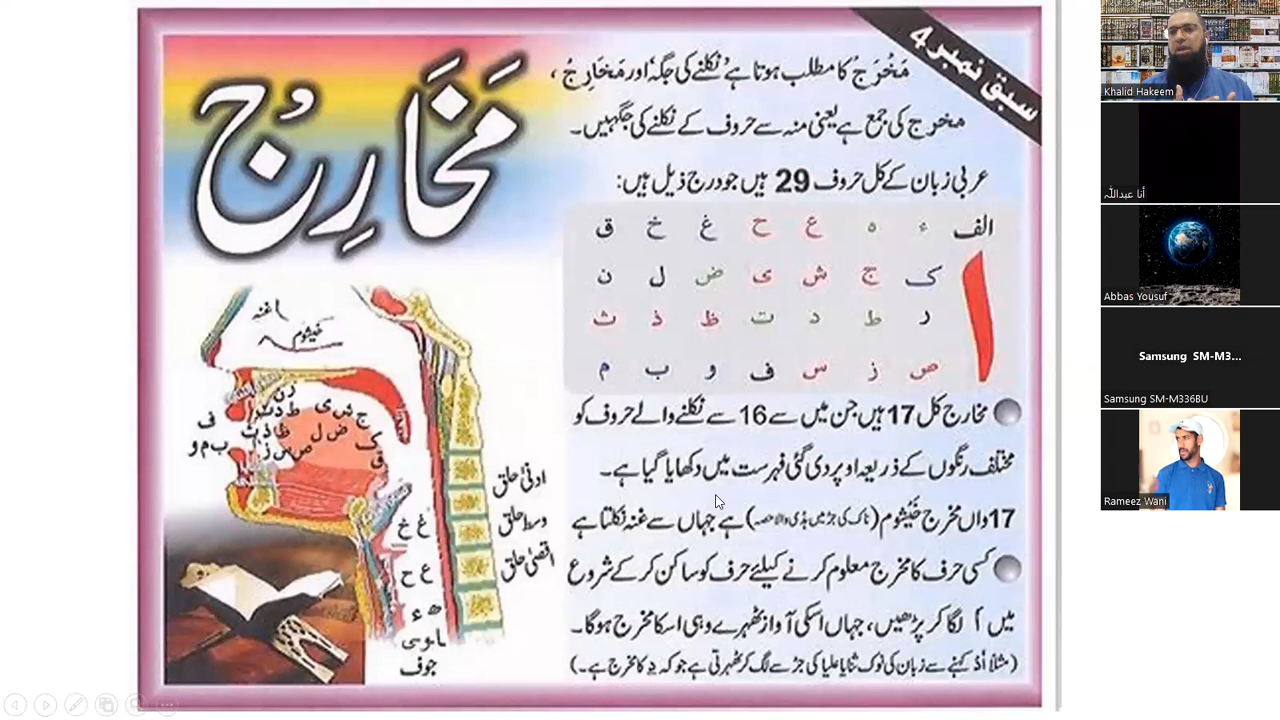 سبق نمبر 4
مَخَارِجُ
مَخْرَجٌ کا مطلب ہوتا ہے ’نکلنے کی جگہ‘ اور مَخَارِجُ،
مخرج کی جمع ہے یعنی منہ سے حروف کے نکلنے کی جگہیں۔
عربی زبان کے کل حروف 29 ہیں جو درج ذیل ہیں:
الف ء ہ ع ح غ خ ق
ا ک ج ش ی ض ل ن
ر ط د ت ظ ذ ث
ص ز س ف و ب م
مخارج کل 17 ہیں جن میں سے 16 سے نکلنے والے حروف کو
مختلف رنگوں کے ذریعہ اوپر دی گئی فہرست میں دکھایا گیا ہے۔
17واں مخرج خَیْشُوم (ناک کی جڑ میں ہڈی والا حصہ) ہے جہاں سے غنہ نکلتا ہے
کسی حرف کا مخرج معلوم کرنے کیلئے حرف کو ساکن کر کے شروع
میں أ لگا کر پڑھیں، جہاں اسکی آواز ٹھہرے وہی اسکا مخرج ہوگا۔
(مثلاً أدْ کہنے سے زبان کی نوک ثنایا علیا کی جڑ سے لگ کر ٹھہرتی ہے جو کہ د کا مخرج ہے۔)
غنہ
خیشوم
ر ن
ج ش ی ط د ت
ف
ض ل ظ ذ ث
ک
ب م و
ص س ز
ق
ادنیٰ حلق
وسط حلق
اقصیٰ حلق
غ خ
ع ح
ھ ء
ا و ی
جوف
Khalid Hakeem
أنا عبداللہ
Abbas Yousuf
Samsung SM-M3...
Samsung SM-M336BU
Rameez Wani